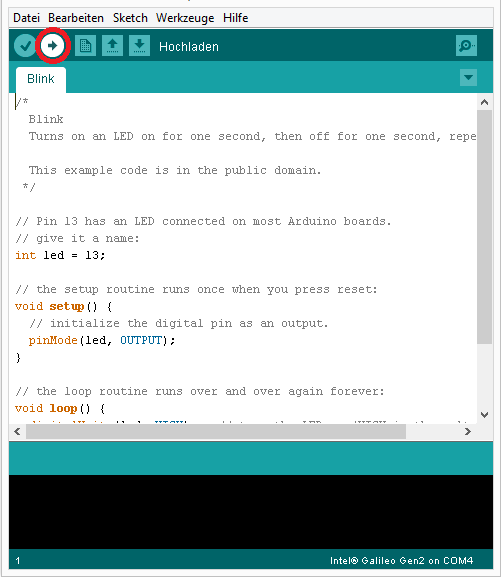 Datei Bearbeiten Sketch Werkzeuge Hilfe
Hochladen
Blink
/*
  Blink
  Turns on an LED on for one second, then off for one second, repe

  This example code is in the public domain.
 */

// Pin 13 has an LED connected on most Arduino boards.
// give it a name:
int led = 13;

// the setup routine runs once when you press reset:
void setup() {
  // initialize the digital pin as an output.
  pinMode(led, OUTPUT);
}

// the loop routine runs over and over again forever:
void loop() {
1
Intel® Galileo Gen2 on COM4